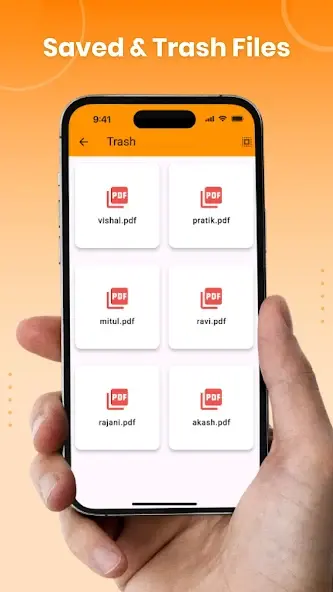 Saved & Trash Files
9:41
Trash
PDF
PDF
vishal.pdf
pratik.pdf
PDF
PDF
mitul.pdf
ravi.pdf
PDF
PDF
rajani.pdf
akash.pdf